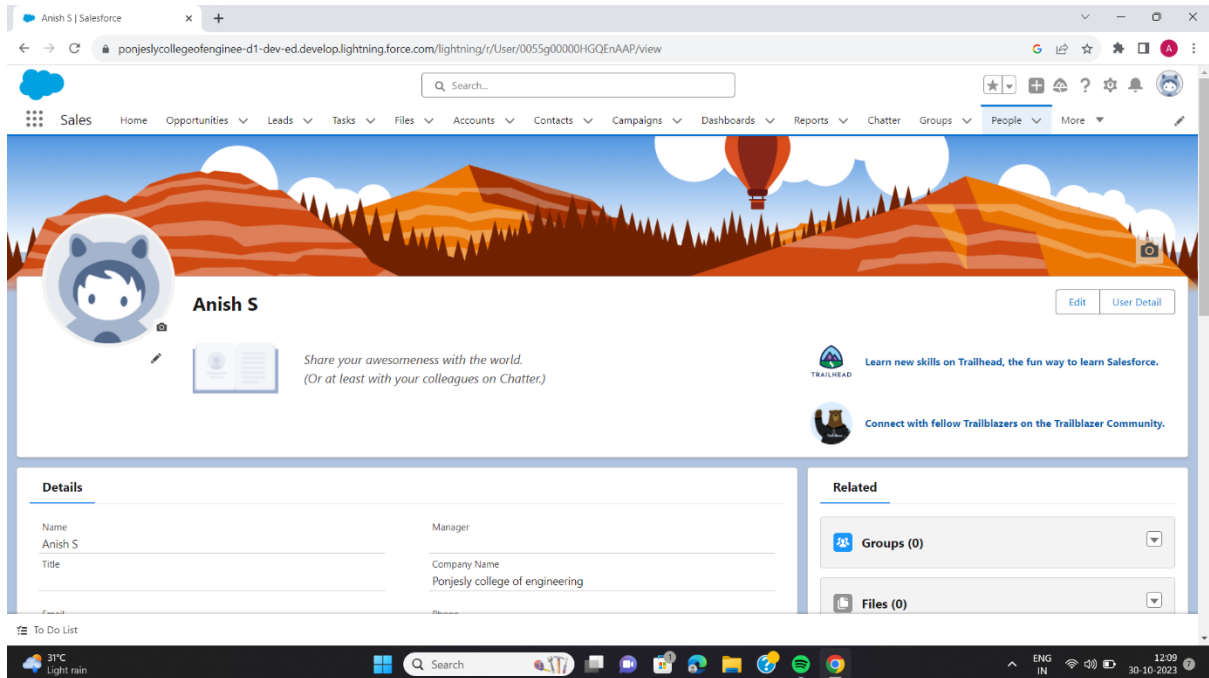 Anish S | Salesforce
ponjeslycollegeofenginee-d1-dev-ed.develop.lightning.force.com/lightning/r/User/0055g00000HGQEnAAP/view
A
Search...
Sales Home Opportunities Leads Tasks Files Accounts Contacts Campaigns Dashboards Reports Chatter Groups People More
Anish S
Edit User Detail
Share your awesomeness with the world.
(Or at least with your colleagues on Chatter.)
TRAILHEAD
Learn new skills on Trailhead, the fun way to learn Salesforce.
Connect with fellow Trailblazers on the Trailblazer Community.
Details
Name
Anish S
Manager
Title
Company Name
Ponjesly college of engineering
Email
Phone
Related
Groups (0)
Files (0)
To Do List
31°C
Light rain
Search
ENG
IN
12:09
30-10-2023